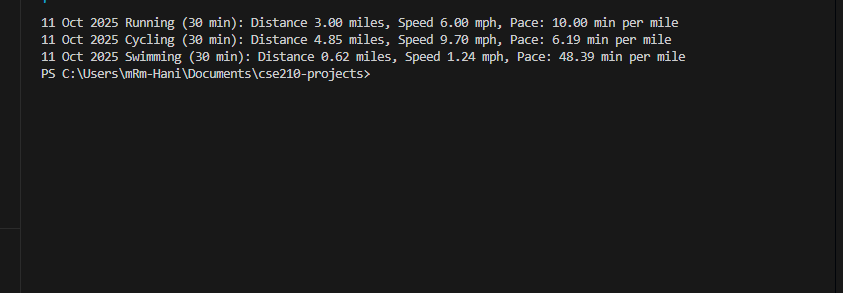 11 Oct 2025 Running (30 min): Distance 3.00 miles, Speed 6.00 mph, Pace: 10.00 min per mile
11 Oct 2025 Cycling (30 min): Distance 4.85 miles, Speed 9.70 mph, Pace: 6.19 min per mile
11 Oct 2025 Swimming (30 min): Distance 0.62 miles, Speed 1.24 mph, Pace: 48.39 min per mile
PS C:\Users\mRm-Hani\Documents\cse210-projects>